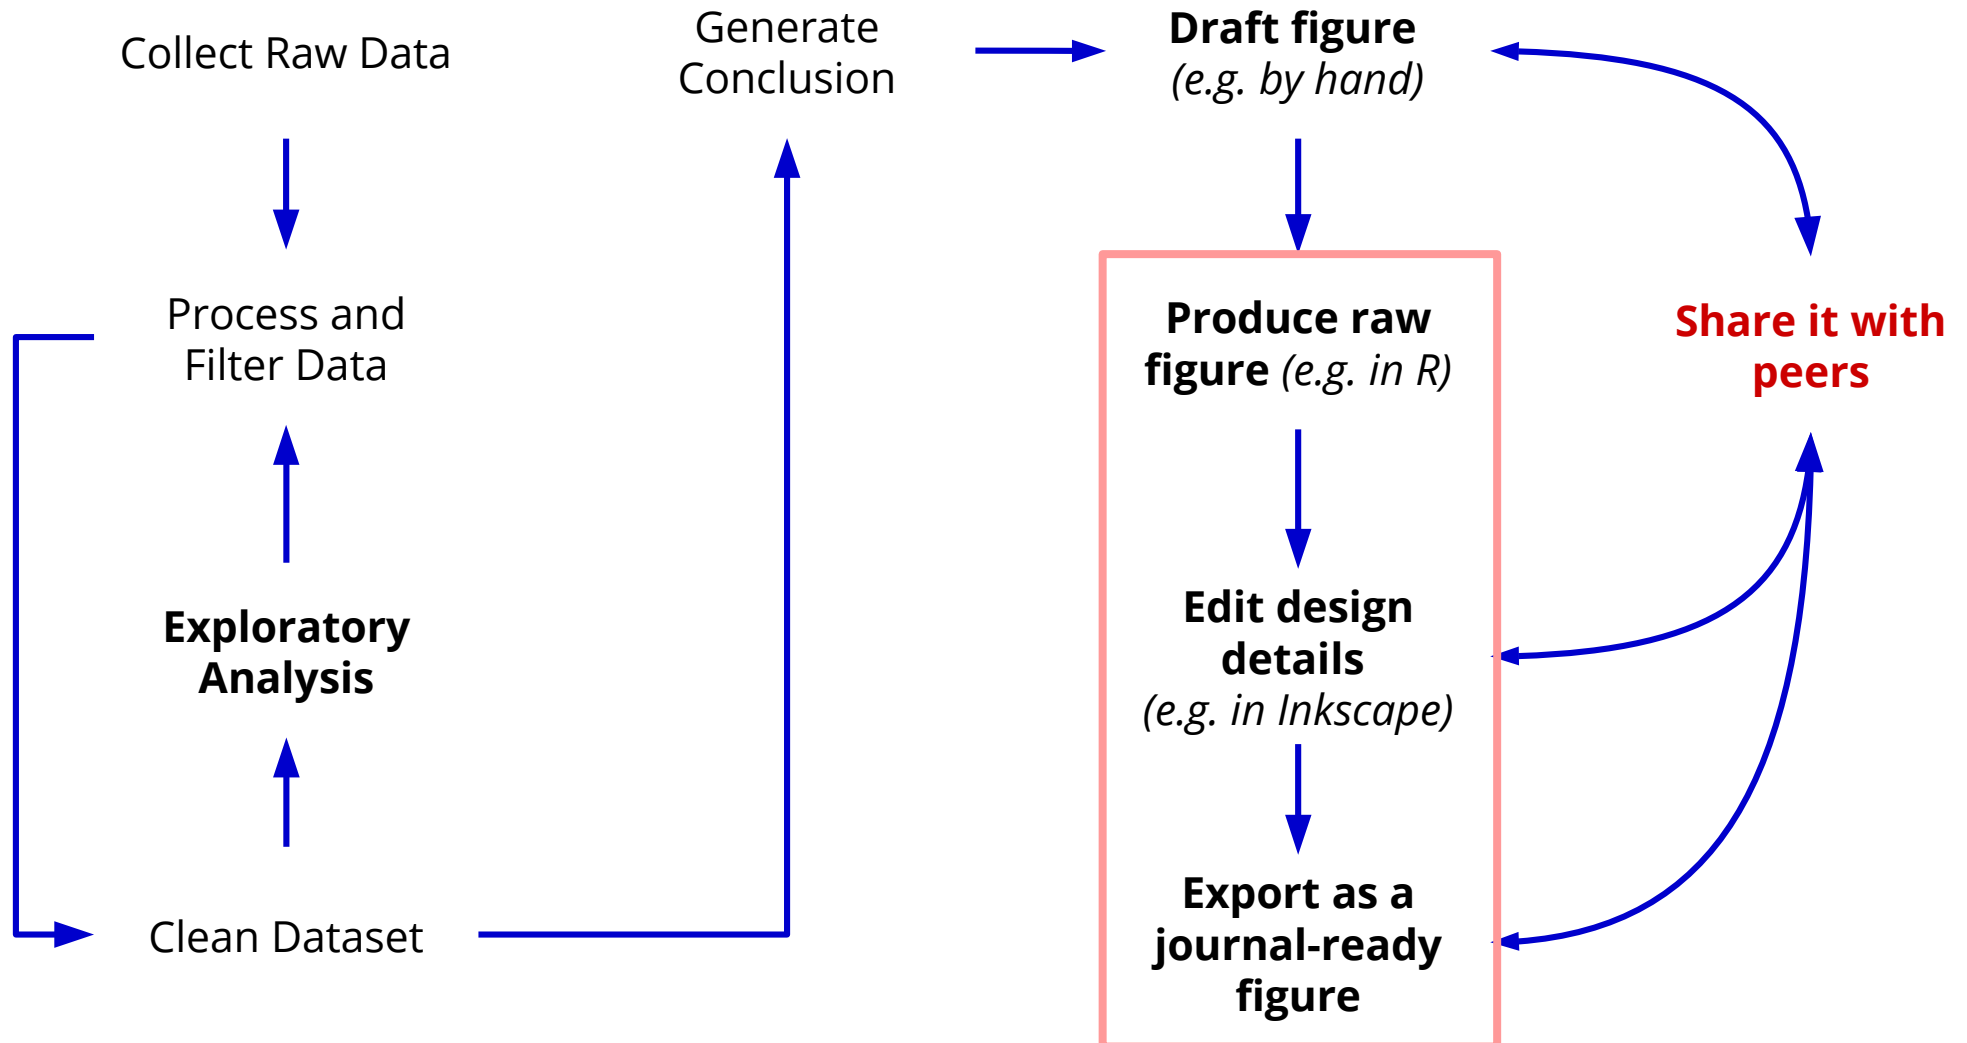 Collect Raw Data
Process and
Filter Data
Exploratory
Analysis
Clean Dataset
Generate
Conclusion
Draft figure
(e.g. by hand)
Produce raw
figure (e.g. in R)
Edit design
details
(e.g. in Inkscape)
Export as a
journal-ready
figure
Share it with
peers